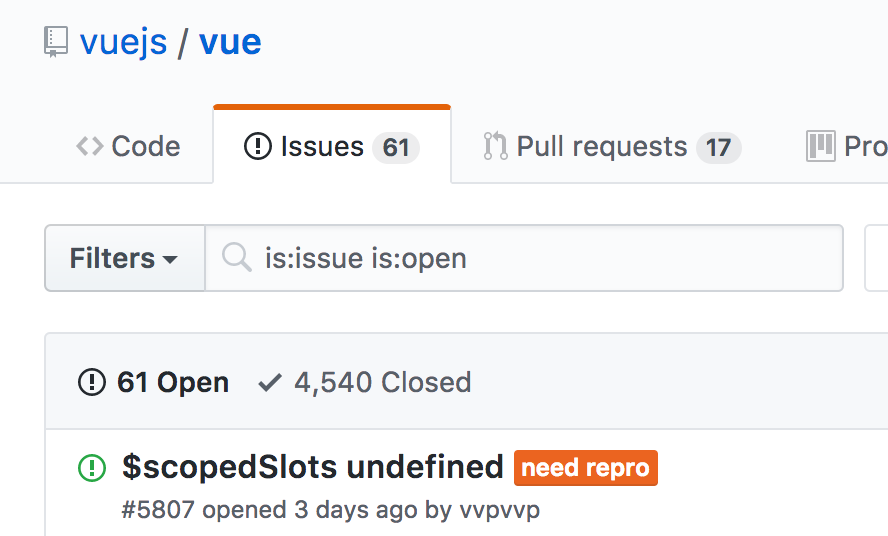 vuejs / vue
Code Issues 61 Pull requests 17
Filters is:issue is:open
61 Open 4,540 Closed
$scopedSlots undefined need repro
#5807 opened 3 days ago by vvpvvp